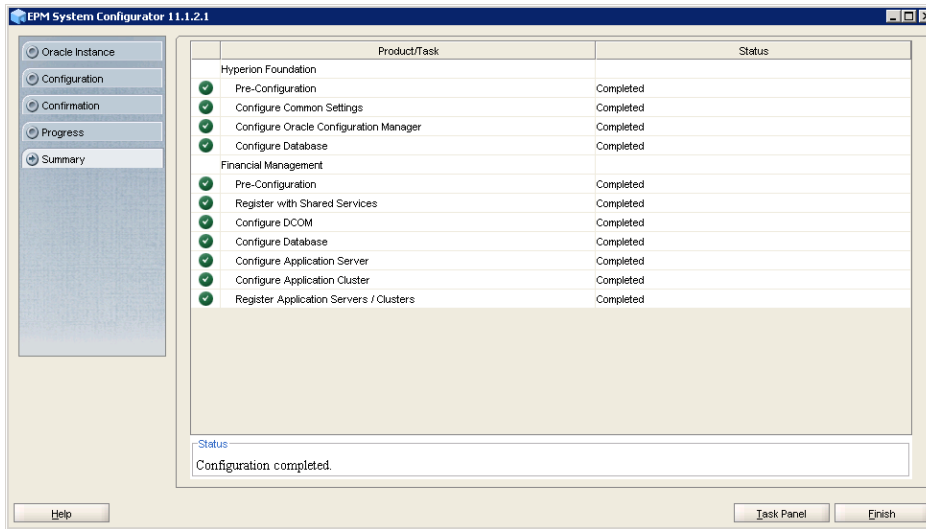 EPM System Configurator 11.1.2.1
Oracle Instance
Configuration
Confirmation
Progress
Summary
Product/Task Status
Hyperion Foundation
Pre-Configuration Completed
Configure Common Settings Completed
Configure Oracle Configuration Manager Completed
Configure Database Completed
Financial Management
Pre-Configuration Completed
Register with Shared Services Completed
Configure DCOM Completed
Configure Database Completed
Configure Application Server Completed
Configure Application Cluster Completed
Register Application Servers / Clusters Completed
Status
Configuration completed.
Help Task Panel Finish